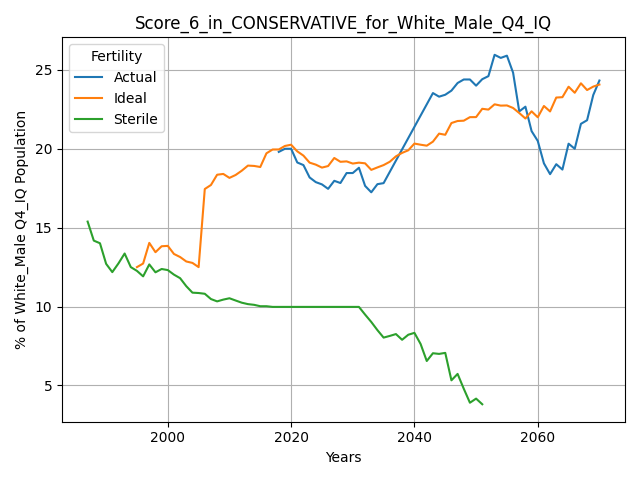 Score_6_in_CONSERVATIVE_for_White_Male_Q4_IQ
Fertility
Actual
Ideal
Sterile
% of White_Male Q4_IQ Population
25
20
15
10
5
2000
2020
2040
2060
Years